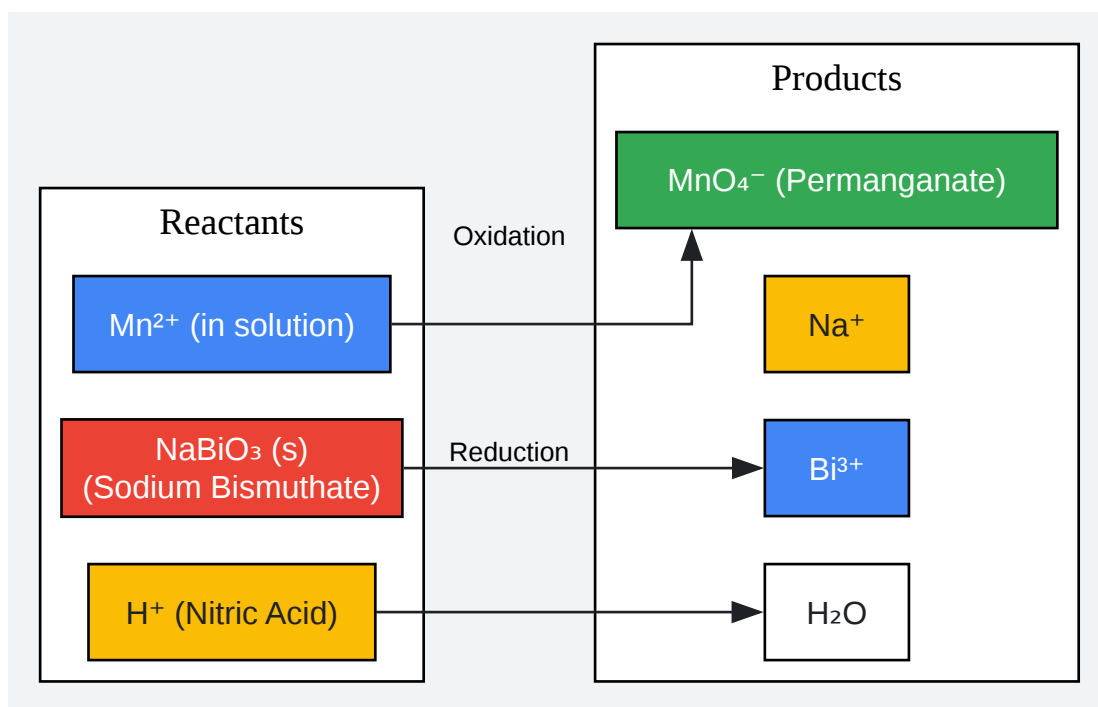 Products
MnO₄⁻ (Permanganate)
Reactants
Oxidation
Mn²⁺ (in solution)
Na⁺
NaBiO₃ (s)
(Sodium Bismuthate)
Reduction
Bi³⁺
H⁺ (Nitric Acid)
H₂O